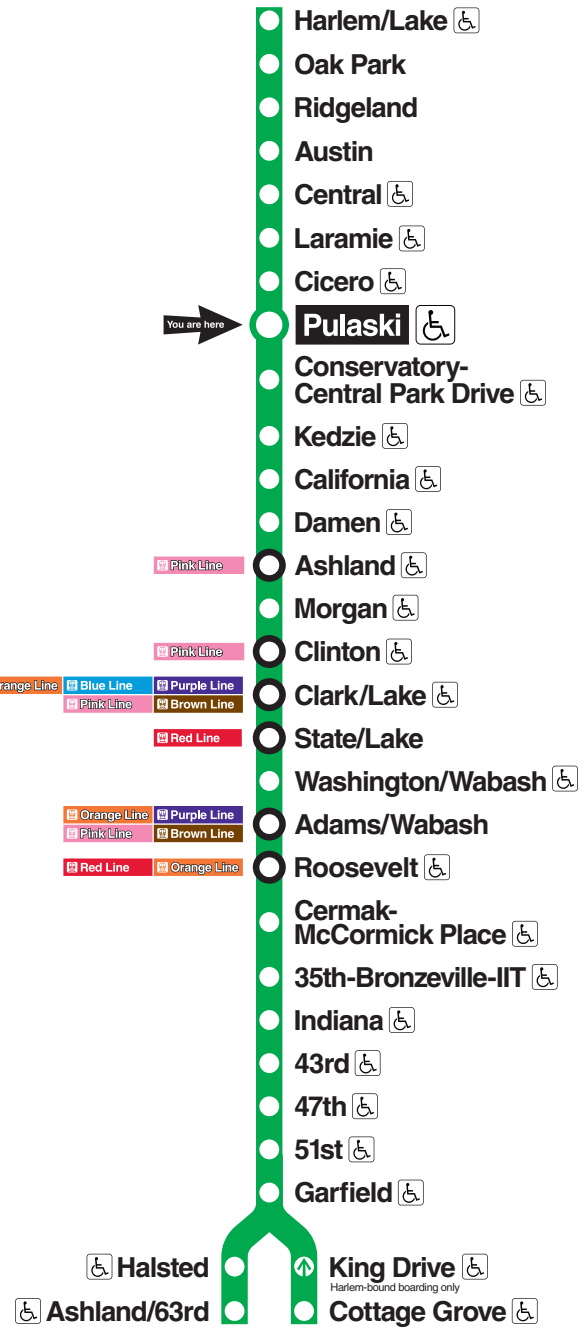 Harlem/Lake
Oak Park
Ridgeland
Austin
Central
Laramie
Cicero
You are here
Pulaski
Conservatory-
Central Park Drive
Kedzie
California
Damen
Pink Line
Ashland
Morgan
Pink Line
Clinton
range Line Blue Line Purple Line
Pink Line Brown Line
Clark/Lake
Red Line
State/Lake
Washington/Wabash
Orange Line Purple Line
Pink Line Brown Line
Adams/Wabash
Red Line Orange Line
Roosevelt
Cermak-
McCormick Place
35th-Bronzeville-IIT
Indiana
43rd
47th
51st
Garfield
Halsted
King Drive
Harlem-bound boarding only
Ashland/63rd
Cottage Grove